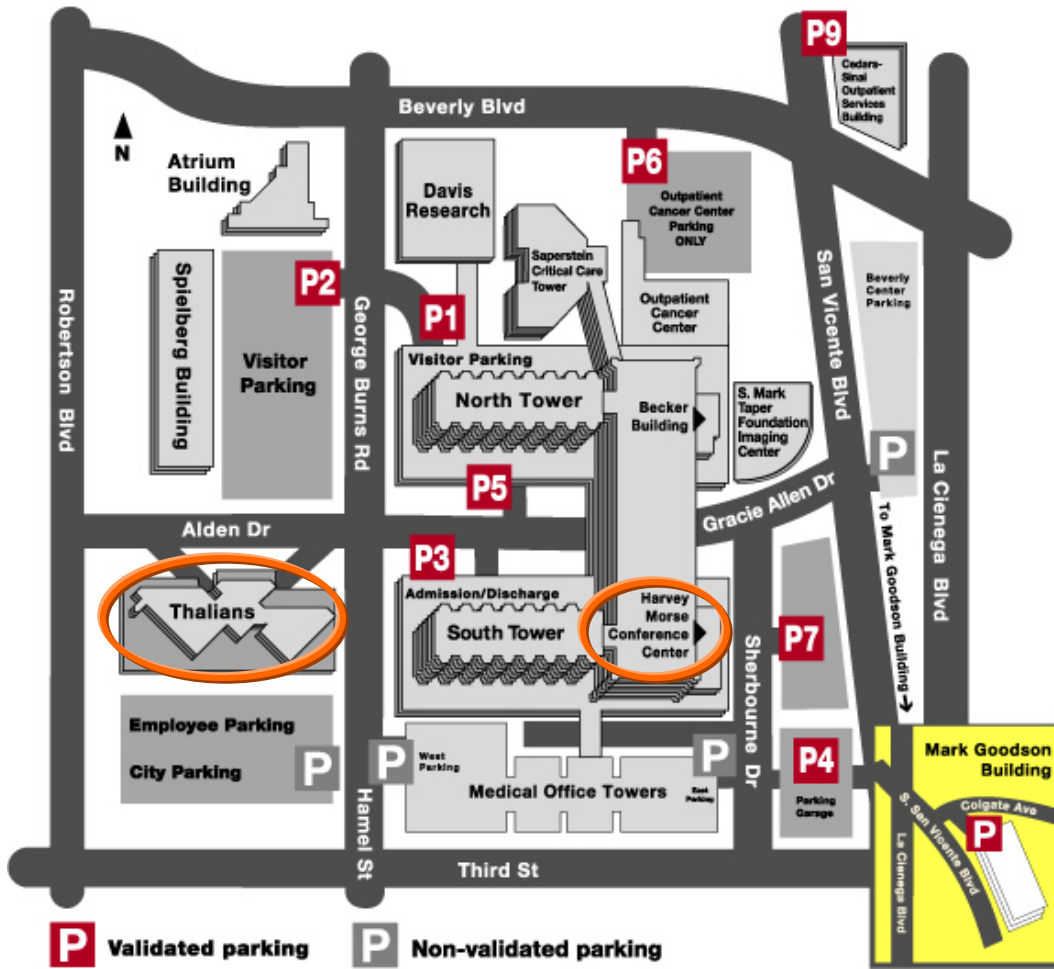 P9
Cedars-
Sinai
Outpatient
Services
Building
Beverly Blvd
N
Atrium
Building
Davis
Research
P6
Outpatient
Cancer Center
Parking
ONLY
Saperstein
Critical Care
Tower
P2
P1
Robertson Blvd
Spielberg Building
Visitor
Parking
George Burns Rd
Visitor Parking
North Tower
Outpatient
Cancer
Center
Becker
Building
S. Mark
Taper
Foundation
Imaging
Center
San Vicente Blvd
Beverly
Center
Parking
P
La Cienega Blvd
P5
Alden Dr
Gracie Allen Dr
To Mark Goodson Building
P3
Admission/Discharge
Thalians
South Tower
Harvey
Morse
Conference
Center
Sherbourne Dr
P7
Employee Parking
City Parking
P
P
West
Parking
Medical Office Towers
P
East
Parking
P4
Parking
Garage
Hamel St
Third St
Mark Goodson
Building
Colgate Ave
P
S. San Vicente Blvd
La Cienega Blvd
P Validated parking
P Non-validated parking